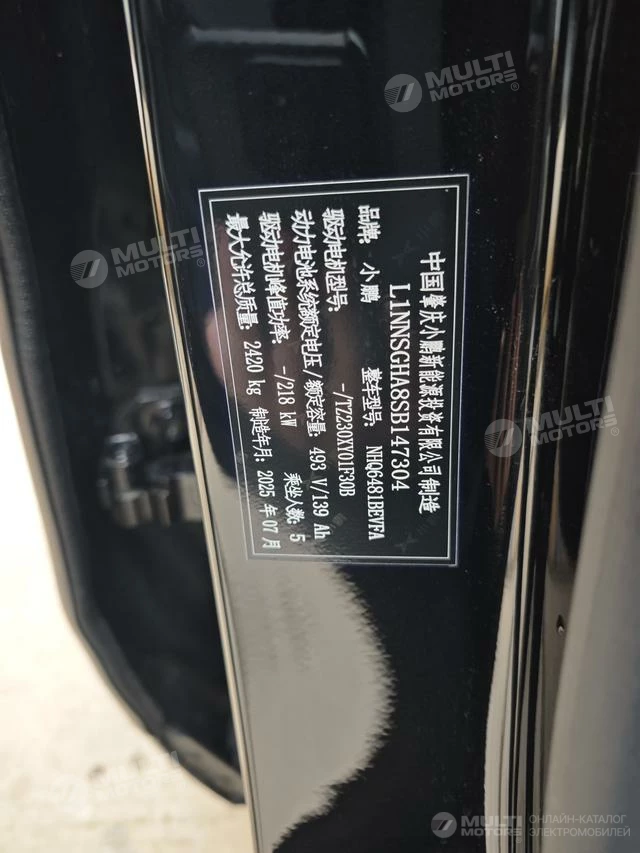 中国肇庆小鹏新能源投资有限公司制造
L1NNSGHA8SB147304
品牌: 小鹏 整车型号: NHQ6481BEVFA
驱动电机型号: -/TZ230XY01F30B
动力电池系统额定电压/额定容量: 493 V/139 Ah
驱动电机峰值功率: -/218 kW 乘坐人数: 5
最大允许总质量: 2420 kg 制造年月: 2025 年 07 月
MULTI MOTORS®
MULTI MOTORS
MULTI MOTORS®
MULTI MOTORS®
MULTI MOTORS
MULTI MOTORS®
ОНЛАЙН-КАТАЛОГ
ЭЛЕКТРОМОБИЛЕЙ